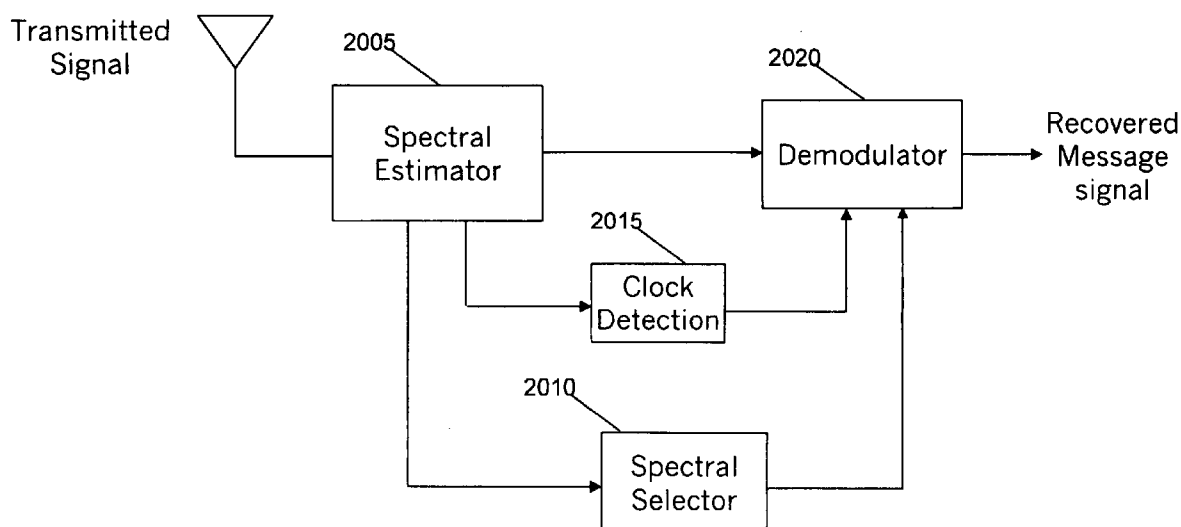 Transmitted
Signal
2005
Spectral
Estimator
2020
Demodulator
Recovered
Message
signal
2015
Clock
Detection
2010
Spectral
Selector